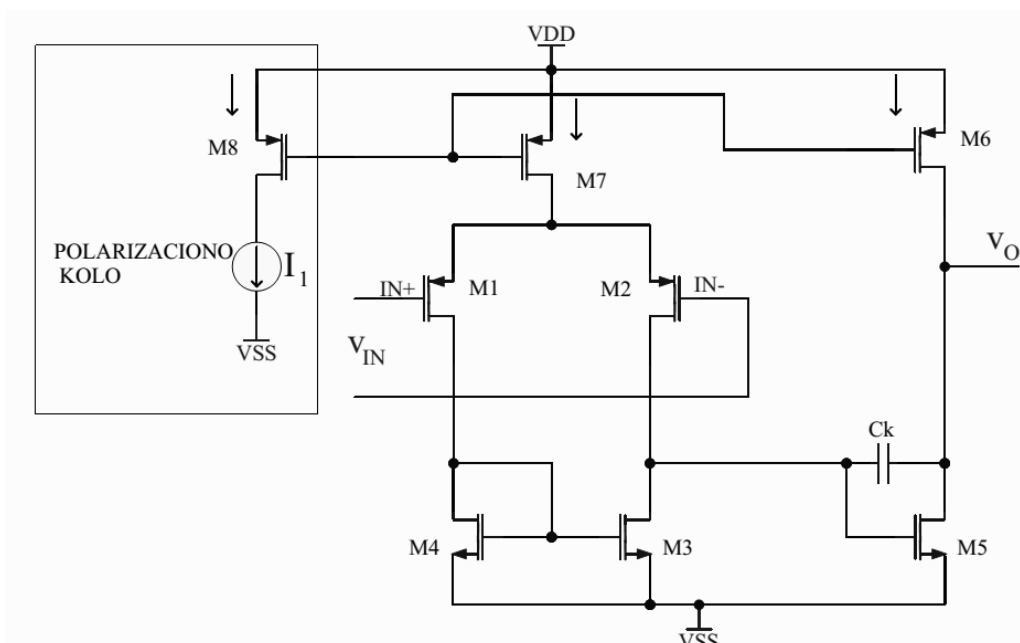 VDD
M8
M7
M6
POLARIZACIONO
KOLO
I1
VSS
VO
IN+
M1
M2
IN-
VIN
Ck
M4
M3
M5
VSS